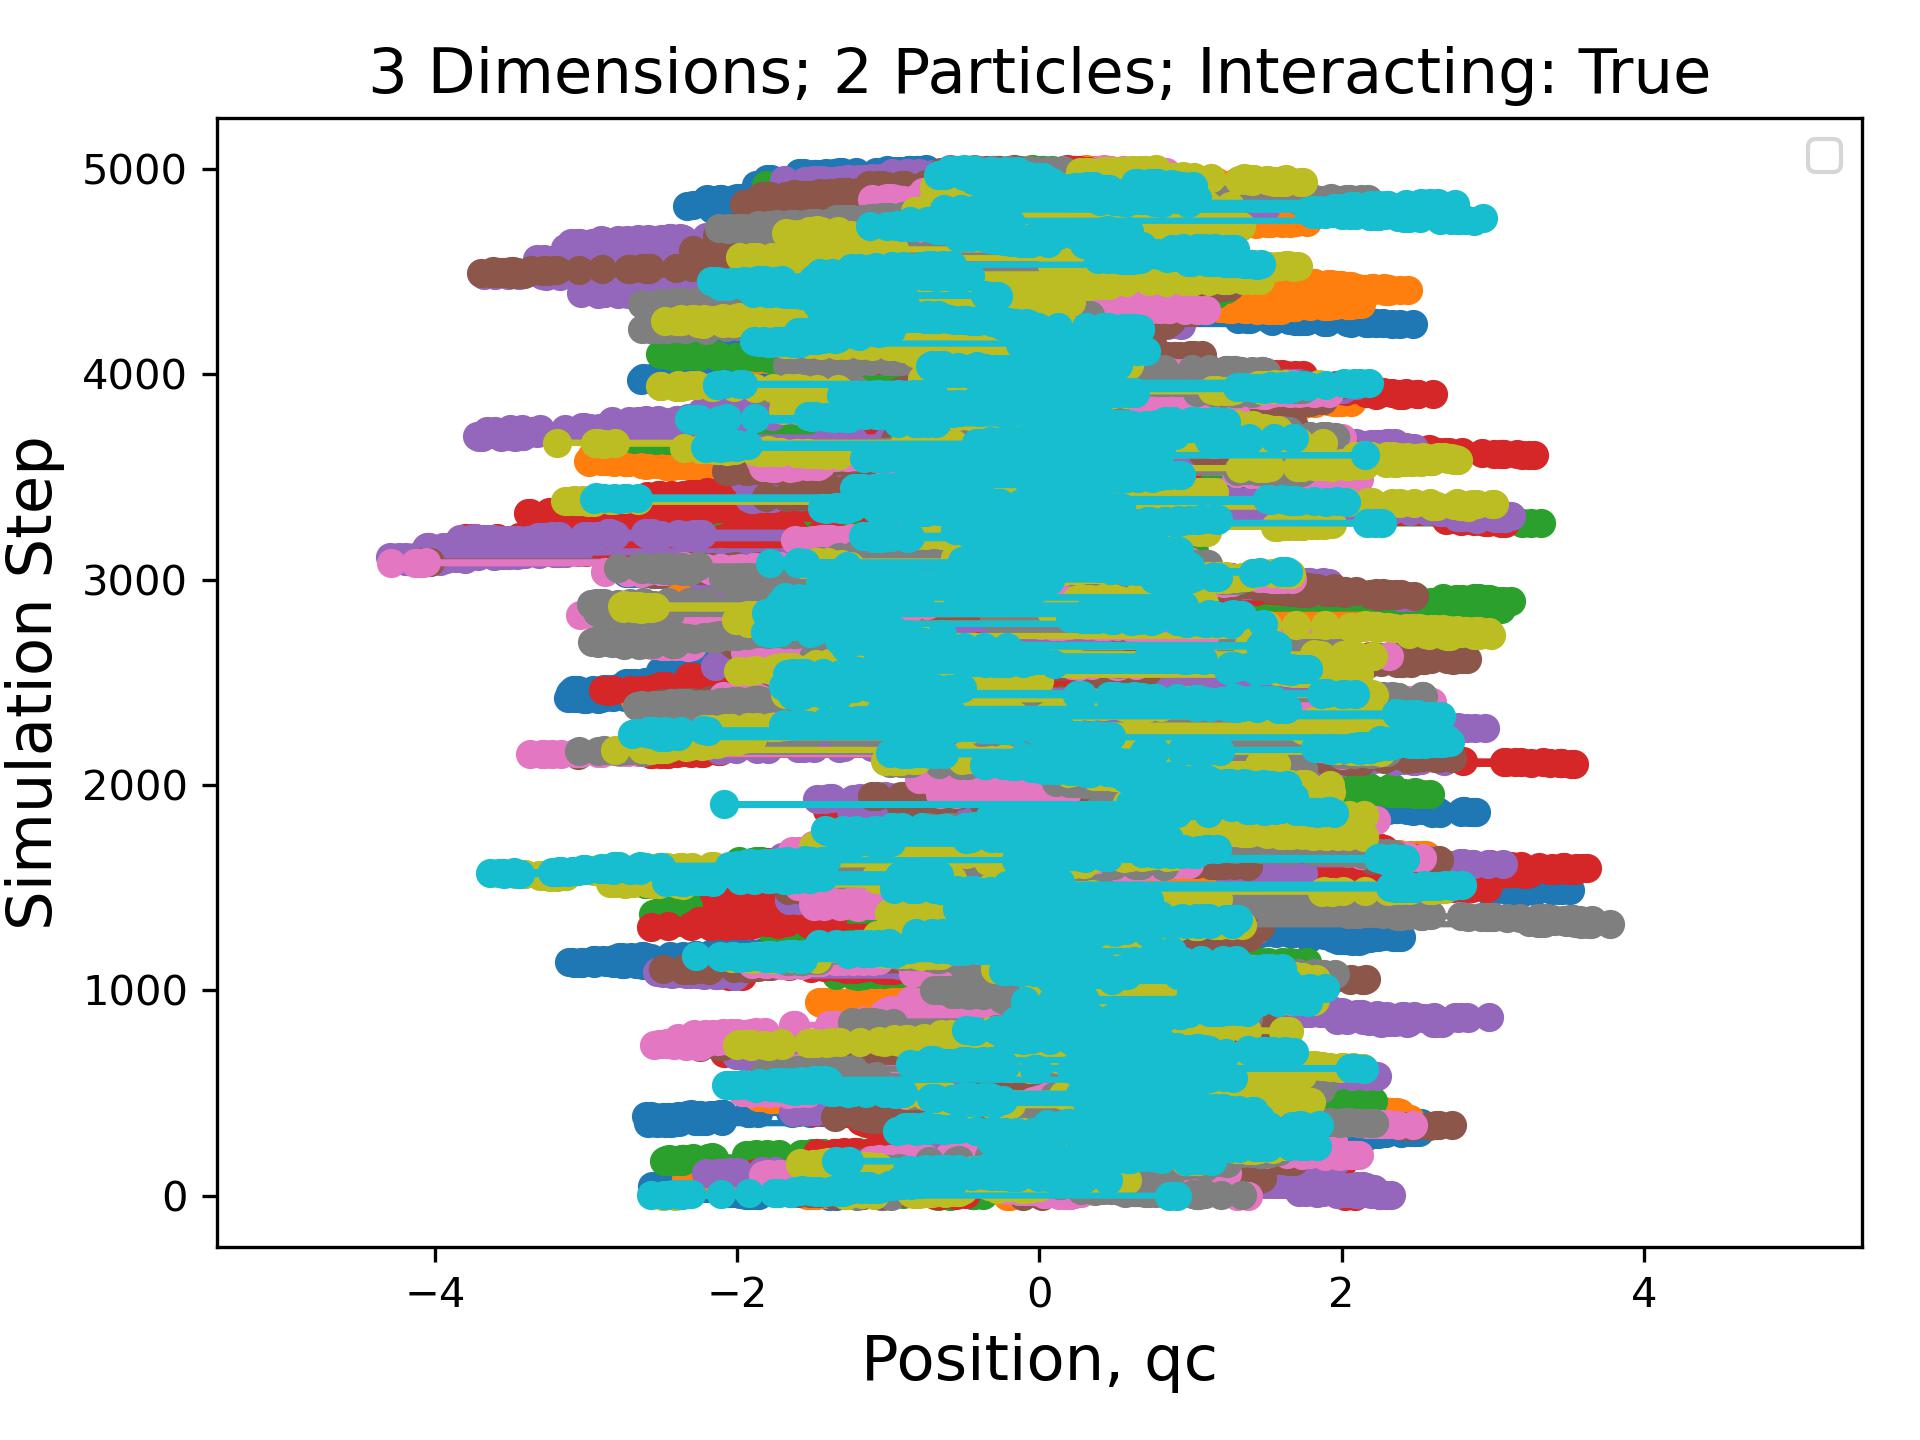 3 Dimensions; 2 Particles; Interacting: True
5000
4000
3000
2000
1000
0
Simulation Step
−4 −2 0 2 4
Position, qc